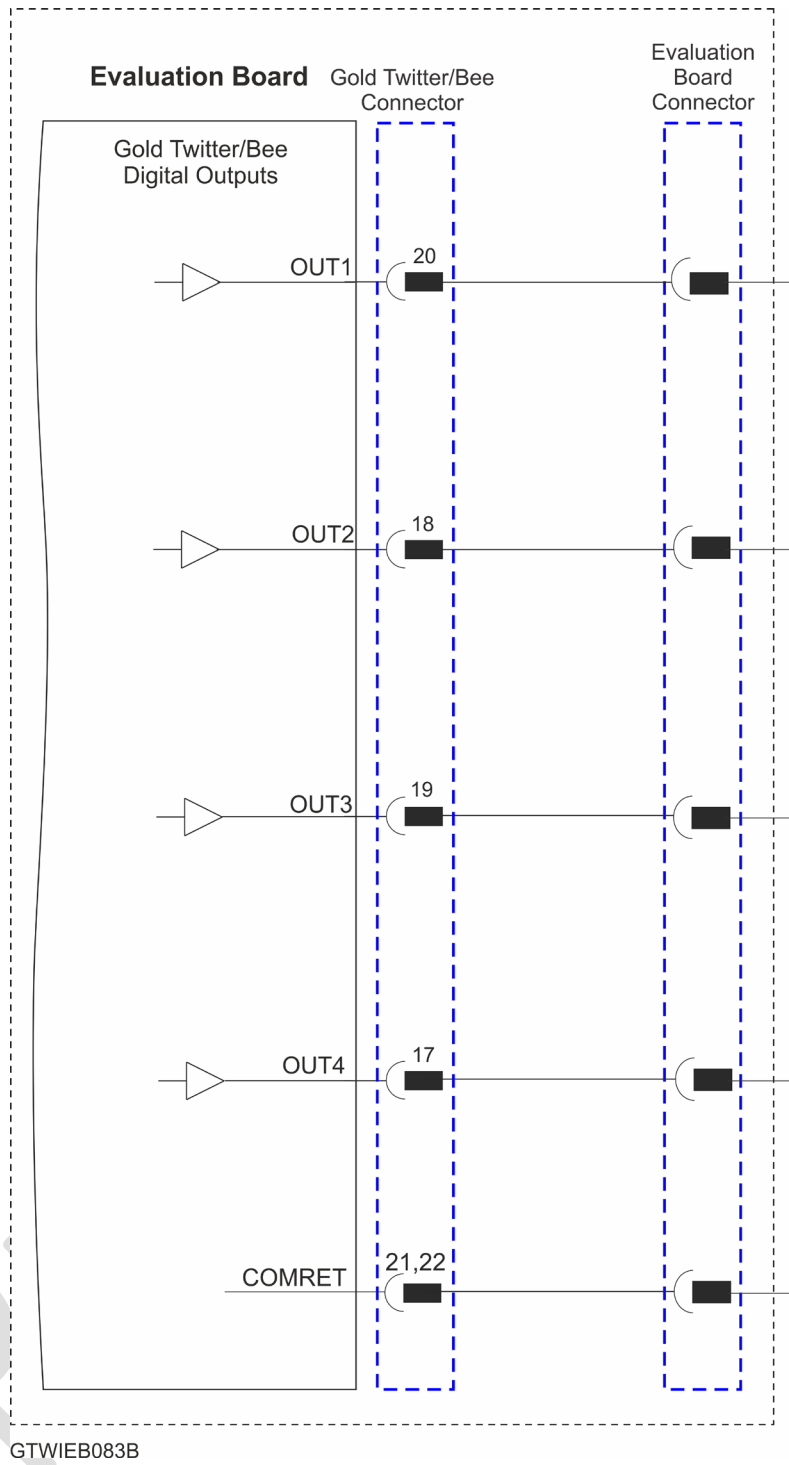 Evaluation Board
Gold Twitter/Bee
Connector
Evaluation
Board
Connector
Gold Twitter/Bee
Digital Outputs
OUT1
20
OUT2
18
OUT3
19
OUT4
17
COMRET
21,22
GTWIEB083B